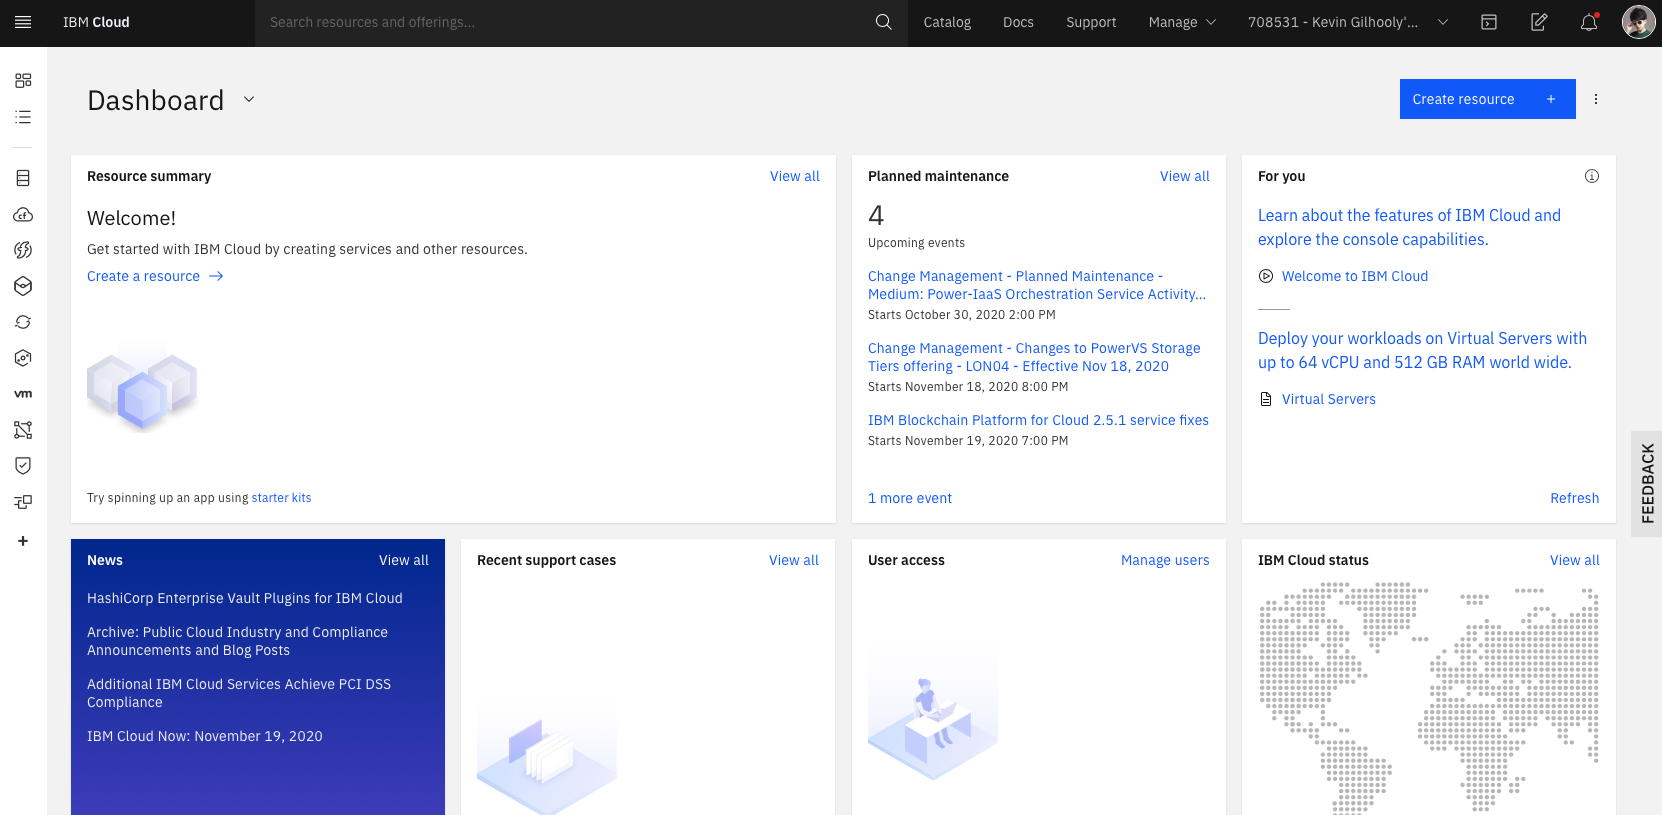 IBM Cloud
Search resources and offerings...
Catalog
Docs
Support
Manage
708531 - Kevin Gilhooly'...
Dashboard
Create resource +
Resource summary
View all
Welcome!
Get started with IBM Cloud by creating services and other resources.
Create a resource
Try spinning up an app using starter kits
Planned maintenance
View all
4
Upcoming events
Change Management - Planned Maintenance -
Medium: Power-IaaS Orchestration Service Activity...
Starts October 30, 2020 2:00 PM
Change Management - Changes to PowerVS Storage
Tiers offering - LON04 - Effective Nov 18, 2020
Starts November 18, 2020 8:00 PM
IBM Blockchain Platform for Cloud 2.5.1 service fixes
Starts November 19, 2020 7:00 PM
1 more event
For you
Learn about the features of IBM Cloud and
explore the console capabilities.
Welcome to IBM Cloud
Deploy your workloads on Virtual Servers with
up to 64 vCPU and 512 GB RAM world wide.
Virtual Servers
Refresh
FEEDBACK
cf
vm
News
View all
HashiCorp Enterprise Vault Plugins for IBM Cloud
Archive: Public Cloud Industry and Compliance
Announcements and Blog Posts
Additional IBM Cloud Services Achieve PCI DSS
Compliance
IBM Cloud Now: November 19, 2020
Recent support cases
View all
User access
Manage users
IBM Cloud status
View all